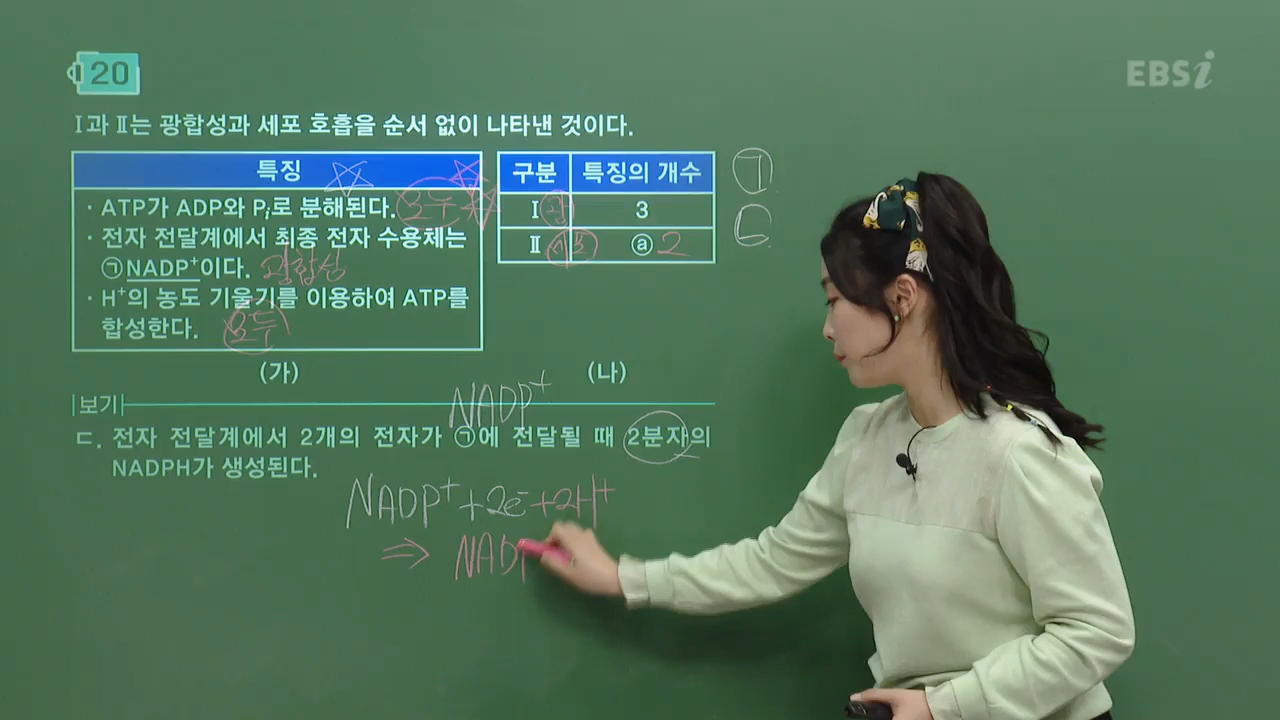 20
EBSi
Ⅰ과 Ⅱ는 광합성과 세포 호흡을 순서 없이 나타낸 것이다.
특징
· ATP가 ADP와 Pᵢ로 분해된다. 모두
· 전자 전달계에서 최종 전자 수용체는
㉠NADP⁺이다. 광합성
· H⁺의 농도 기울기를 이용하여 ATP를
합성한다. 모두
(가)
구분 특징의 개수
Ⅰ 광 3
Ⅱ 세포 ⓐ 2
(나)
ㄱ
ㄴ
보기
NADP⁺
ㄷ. 전자 전달계에서 2개의 전자가 ㉠에 전달될 때 2분자의
NADPH가 생성된다.
NADP⁺ + 2e⁻ + 2H⁺
⇒ NADP